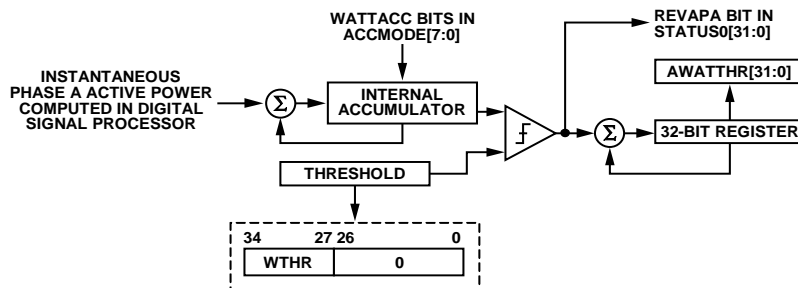 WATTACC BITS IN
ACCMODE[7:0]
REVAPA BIT IN
STATUS0[31:0]
INSTANTANEOUS
PHASE A ACTIVE POWER
COMPUTED IN DIGITAL
SIGNAL PROCESSOR
Σ
INTERNAL
ACCUMULATOR
AWATTHR[31:0]
Σ
32-BIT REGISTER
THRESHOLD
34 27 26 0
WTHR 0